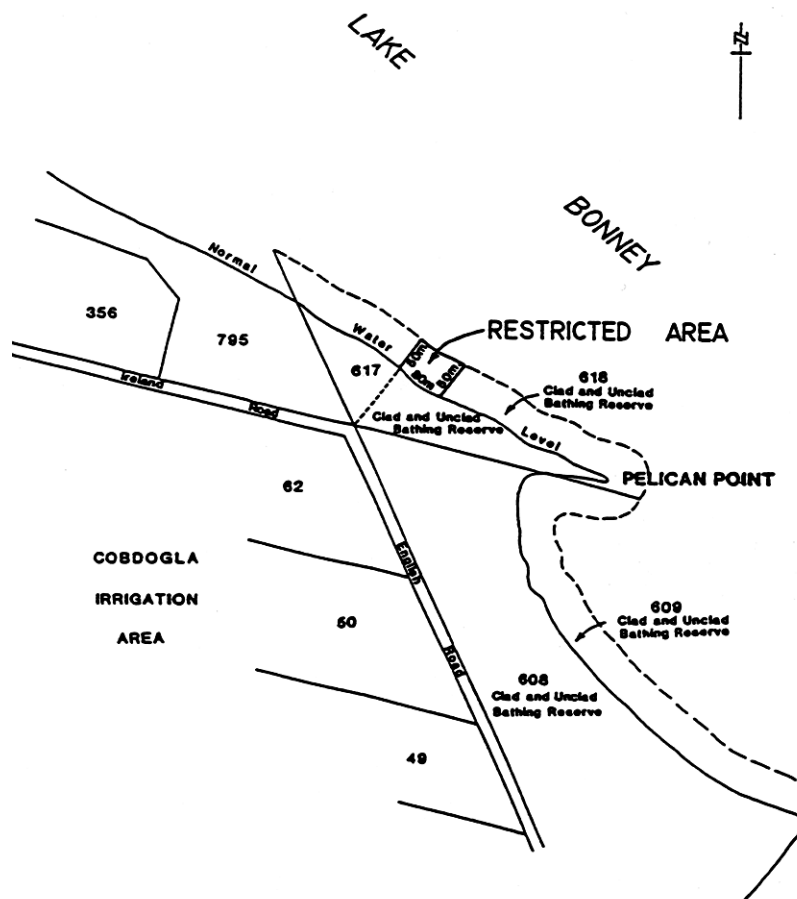 LAKE
N
BONNEY
Normal
Water
Level
RESTRICTED AREA
50m
80m
50m
356
795
617
Clad and Unclad
Bathing Reserve
618
Clad and Unclad
Bathing Reserve
PELICAN POINT
Ireland
Road
62
COBDOGLA
IRRIGATION
AREA
English
Road
50
609
Clad and Unclad
Bathing Reserve
608
Clad and Unclad
Bathing Reserve
49